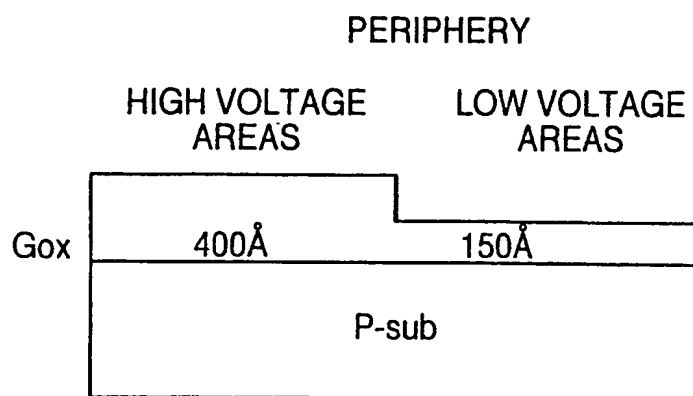 PERIPHERY
HIGH VOLTAGE AREAS
LOW VOLTAGE AREAS
Gox 400Å 150Å
P-sub